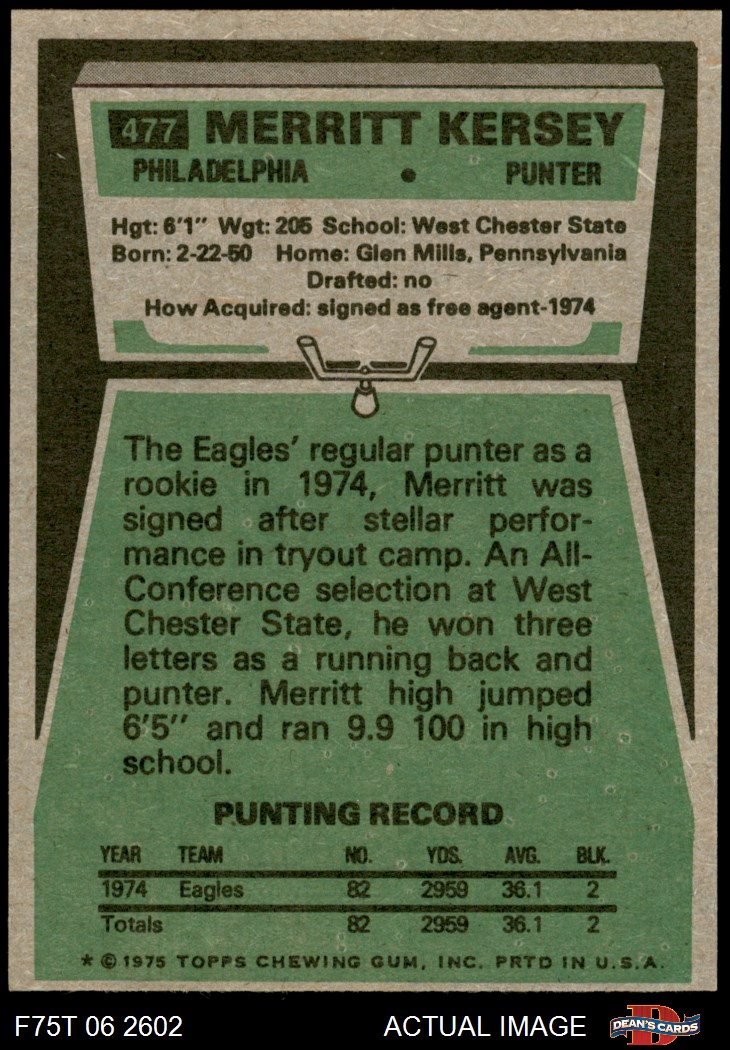 477 MERRITT KERSEY
PHILADELPHIA • PUNTER
Hgt: 6'1" Wgt: 205 School: West Chester State
Born: 2-22-50 Home: Glen Mills, Pennsylvania
Drafted: no
How Acquired: signed as free agent-1974
The Eagles' regular punter as a
rookie in 1974, Merritt was
signed after stellar perfor-
mance in tryout camp. An All-
Conference selection at West
Chester State, he won three
letters as a running back and
punter. Merritt high jumped
6'5" and ran 9.9 100 in high
school.
PUNTING RECORD
YEAR TEAM NO. YDS. AVG. BLK.
1974 Eagles 82 2959 36.1 2
Totals 82 2959 36.1 2
* © 1975 TOPPS CHEWING GUM, INC. PRTD IN U.S.A.
F75T 06 2602 ACTUAL IMAGE D DEAN'S CARDS